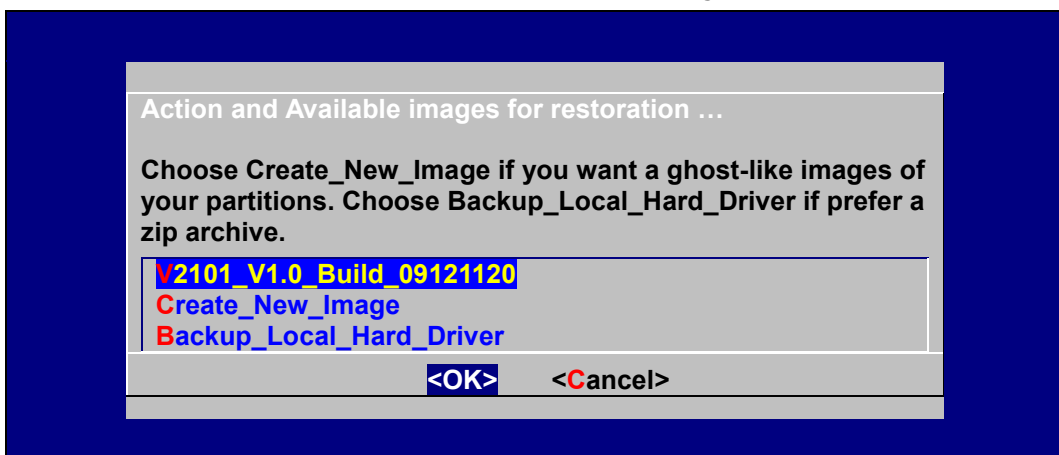 Action and Available images for restoration …
Choose Create_New_Image if you want a ghost-like images of
your partitions. Choose Backup_Local_Hard_Driver if prefer a
zip archive.
V2101_V1.0_Build_09121120
Create_New_Image
Backup_Local_Hard_Driver
<OK> <Cancel>